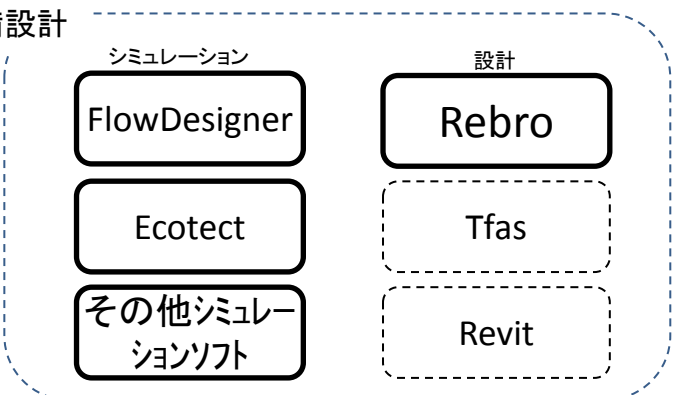 設計
シミュレーション
設計
FlowDesigner
Rebro
Ecotect
Tfas
その他シミュレー
ションソフト
Revit